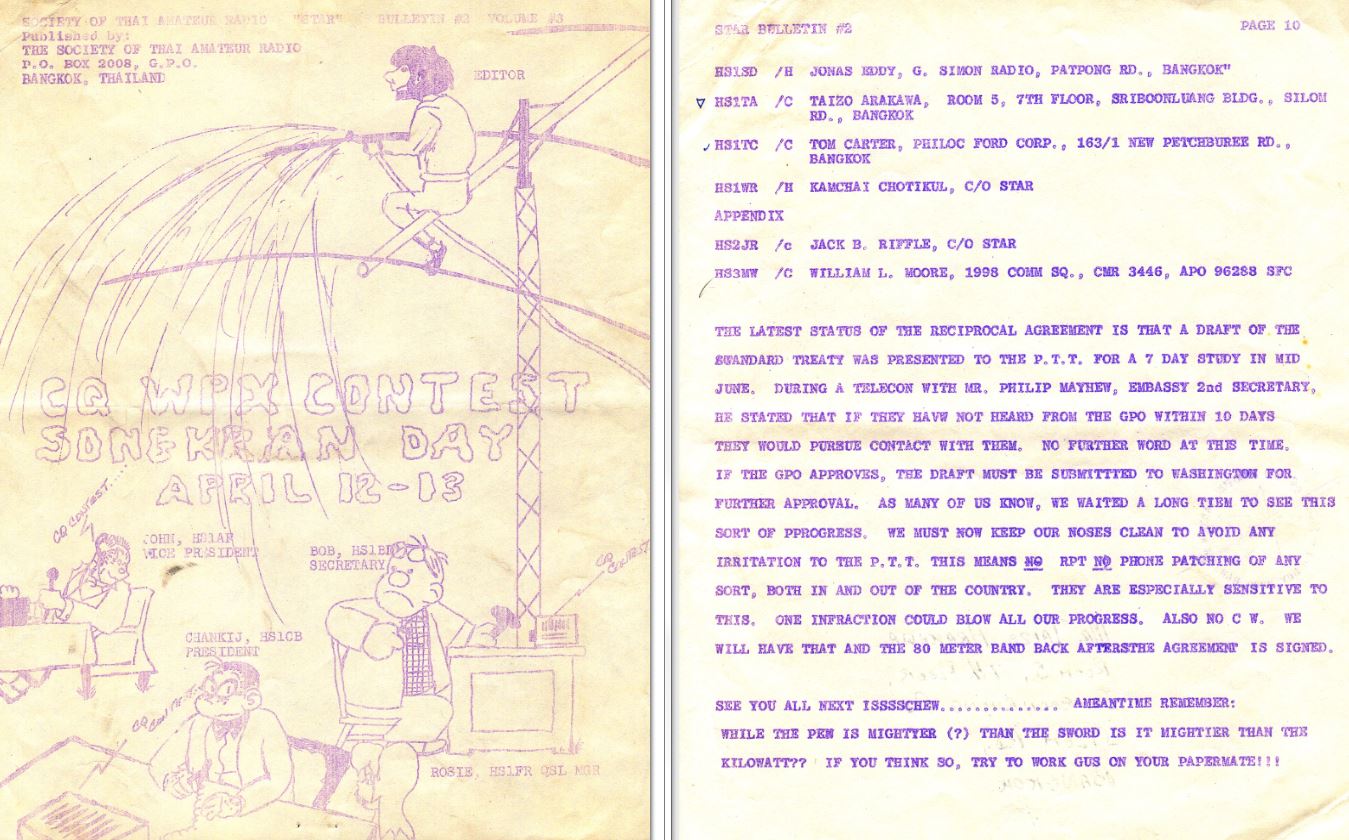 SOCIETY OF THAI AMATEUR RADIO "STAR" BULLETIN #2 VOLUME #3
Published by:
THE SOCIETY OF THAI AMATEUR RADIO
P.O. BOX 2008, G.P.O.
BANGKOK, THAILAND
EDITOR
CQ WPX CONTEST
SONGKRAN DAY
APRIL 12-13
CQ CONTEST....
JOHN, HS1AF
VICE PRESIDENT
BOB, HS1B
SECRETARY
CQ CONTEST
CHANKIJ, HS1CB
PRESIDENT
CQ
ROSIE, HS1FR QSL MGR
STAR BULLETIN #2 PAGE 10
HS1SD /H JONAS EDDY, G. SIMON RADIO, PATPONG RD., BANGKOK"
HS1TA /C TAIZO ARAKAWA, ROOM 5, 7TH FLOOR, SRIBOONLUANG BLDG., SILOM
RD., BANGKOK
HS1TC /C TOM CARTER, PHILOC FORD CORP., 163/1 NEW PETCHBUREE RD.,
BANGKOK
HS1WR /H KAMCHAI CHOTIKUL, C/O STAR
APPENDIX
HS2JR /c JACK B. RIFFLE, C/O STAR
HS3MW /C WILLIAM L. MOORE, 1998 COMM SQ., CMR 3446, APO 96288 SFC
THE LATEST STATUS OF THE RECIPROCAL AGREEMENT IS THAT A DRAFT OF THE
STANDARD TREATY WAS PRESENTED TO THE P.T.T. FOR A 7 DAY STUDY IN MID
JUNE. DURING A TELECON WITH MR. PHILIP MAYHEW, EMBASSY 2nd SECRETARY,
HE STATED THAT IF THEY HAVW NOT HEARD FROM THE GPO WITHIN 10 DAYS
THEY WOULD PURSUE CONTACT WITH THEM. NO FURTHER WORD AT THIS TIME.
IF THE GPO APPROVES, THE DRAFT MUST BE SUBMITTTED TO WASHINGTON FOR
FURTHER APPROVAL. AS MANY OF US KNOW, WE WAITED A LONG TIEM TO SEE THIS
SORT OF PPROGRESS. WE MUST NOW KEEP OUR NOSES CLEAN TO AVOID ANY
IRRITATION TO THE P.T.T. THIS MEANS NO RPT NO PHONE PATCHING OF ANY
SORT, BOTH IN AND OUT OF THE COUNTRY. THEY ARE ESPECIALLY SENSITIVE TO
THIS. ONE INFRACTION COULD BLOW ALL OUR PROGRESS. ALSO NO C W. WE
WILL HAVE THAT AND THE 80 METER BAND BACK AFTERSTHE AGREEMENT IS SIGNED.
SEE YOU ALL NEXT ISSSSCHEW.............. AMEANTIME REMEMBER:
WHILE THE PEN IS MIGHTYER (?) THAN THE SWORD IS IT MIGHTIER THAN THE
KILOWATT?? IF YOU THINK SO, TRY TO WORK GUS ON YOUR PAPERMATE!!!